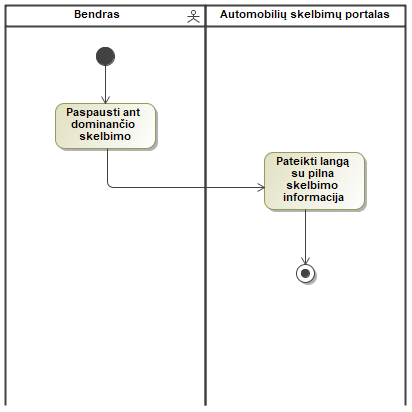 Bendras
Automobilių skelbimų portalas
Paspausti ant
dominančio
skelbimo
Pateikti langą
su pilna
skelbimo
informacija